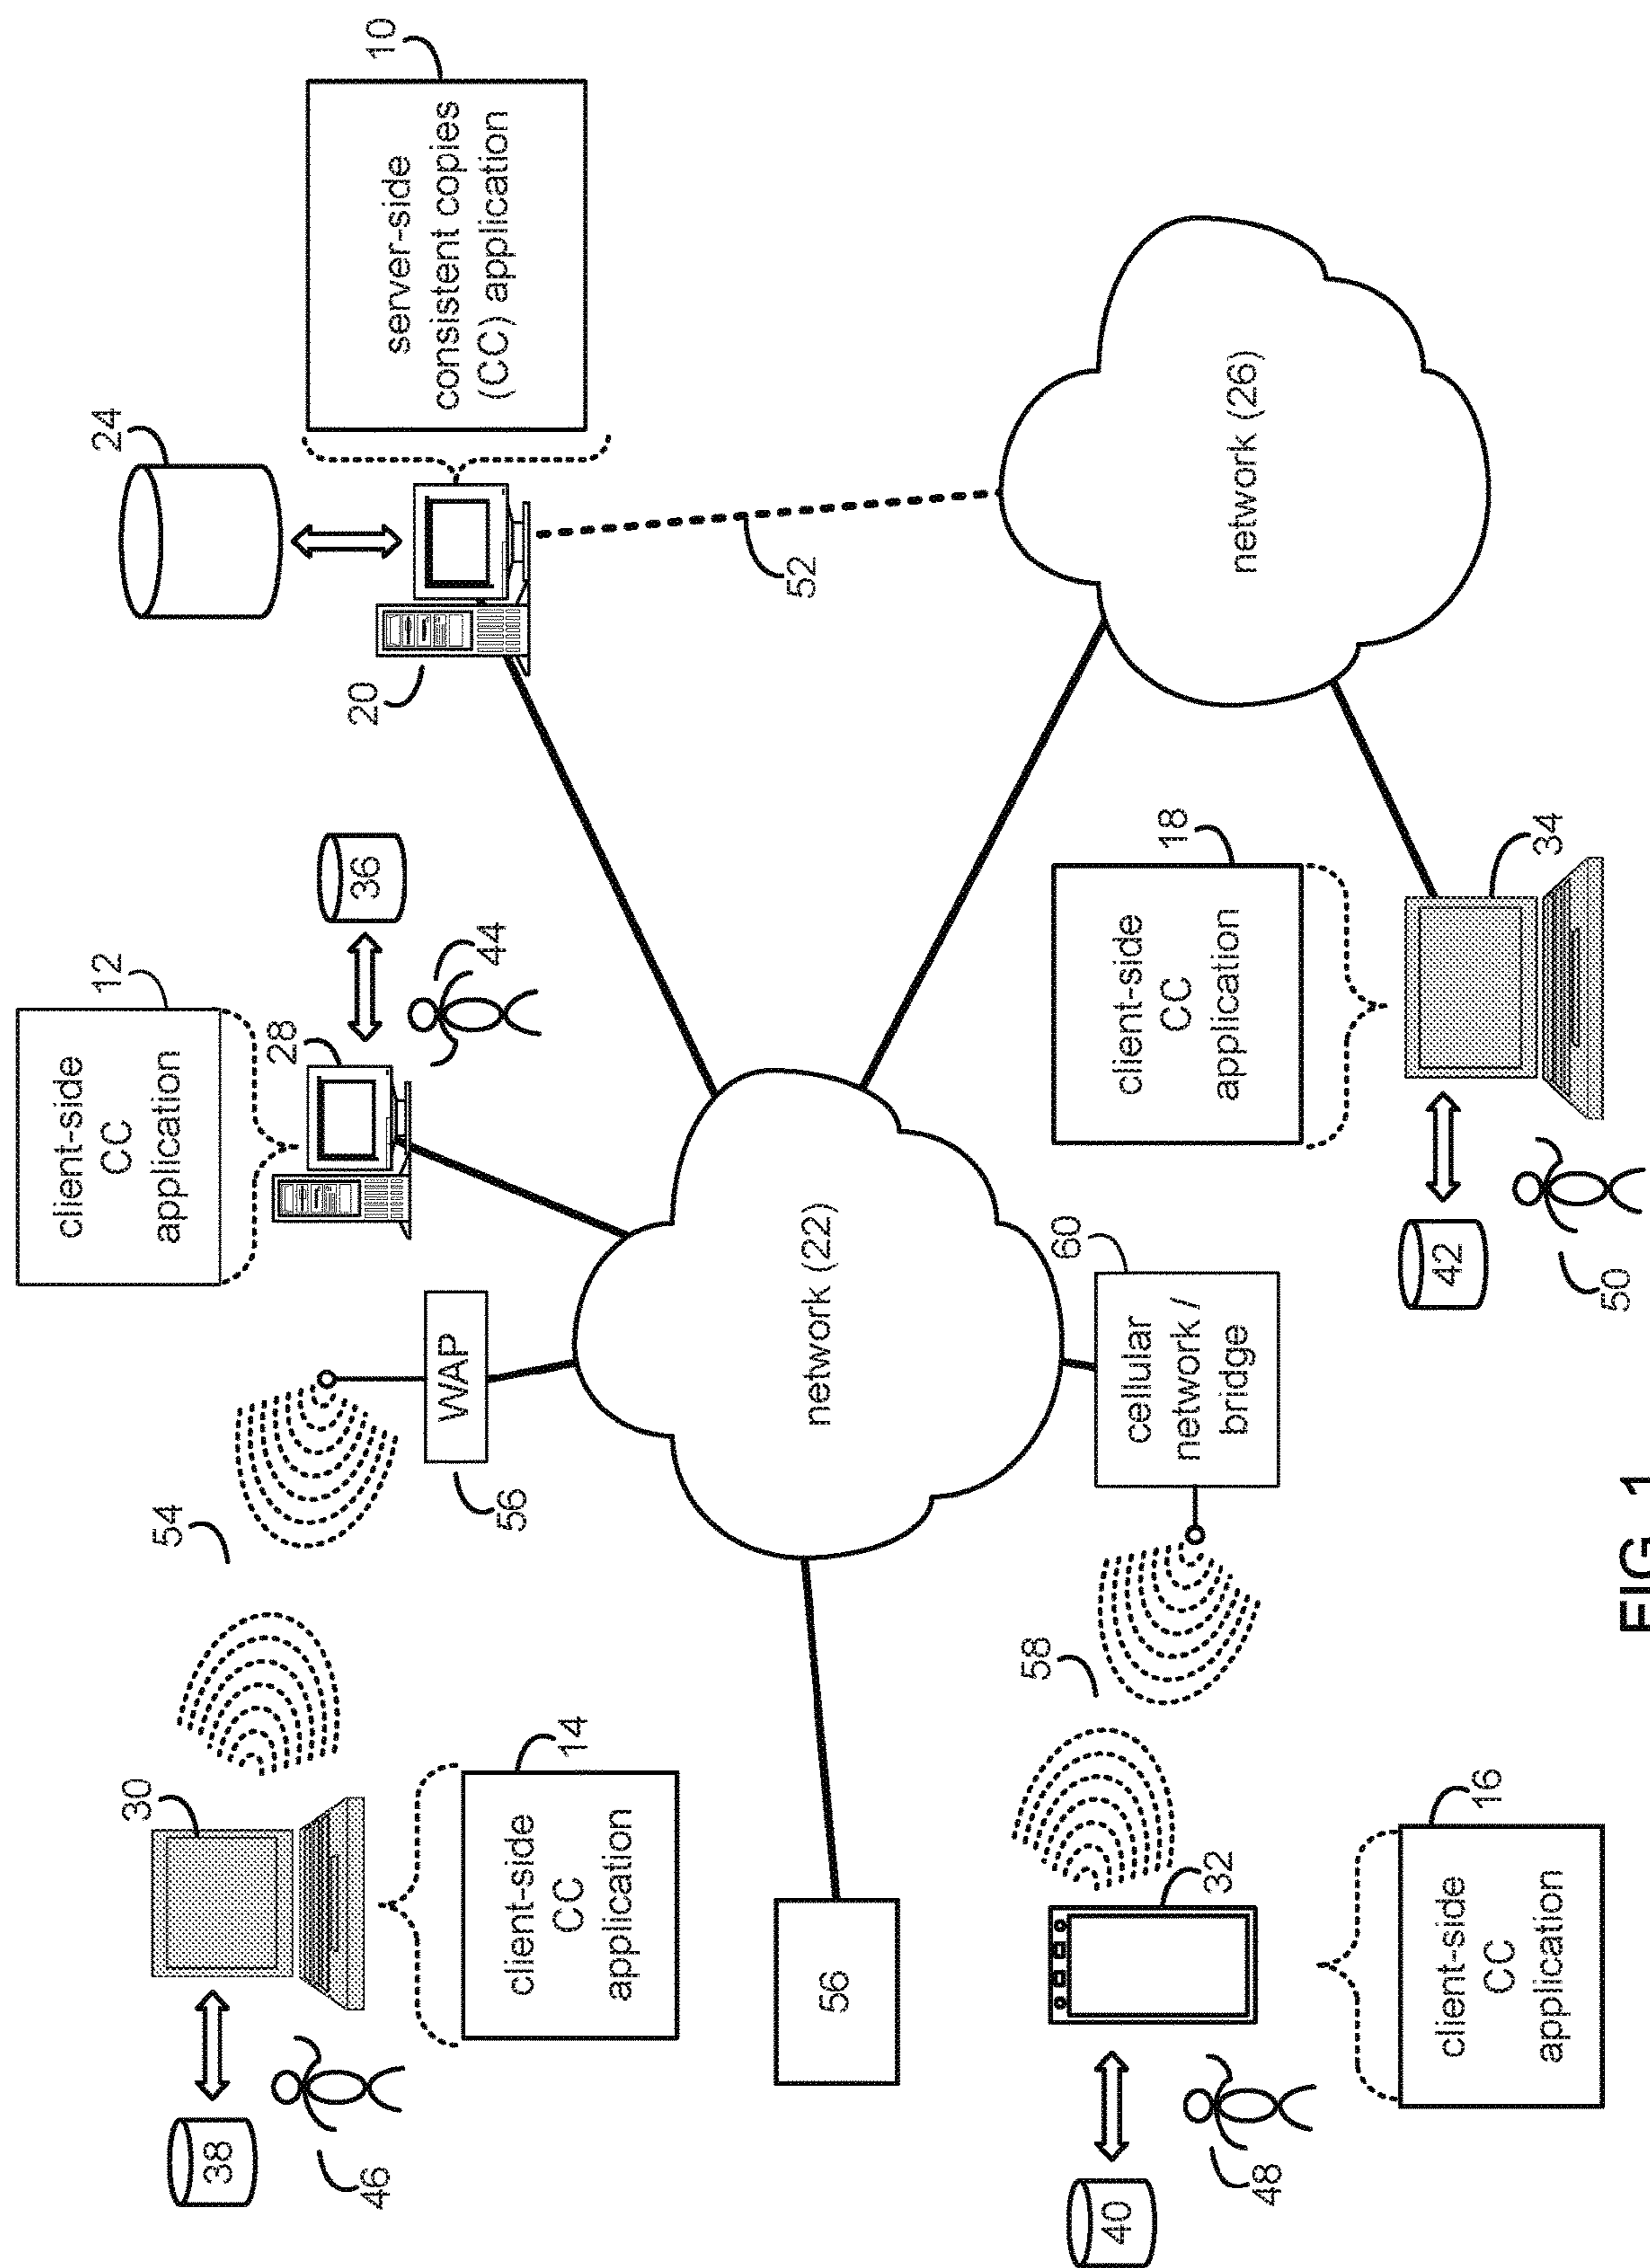 client-side
CC
application
12
24
10
54
30
38
46
28
36
44
20
server-side
consistent copies
(CC) application
WAP
56
client-side
CC
application
14
52
network (22)
56
60
58
cellular
network /
bridge
client-side
CC
application
18
network (26)
32
40
48
42
50
34
client-side
CC
application
16
FIG. 1